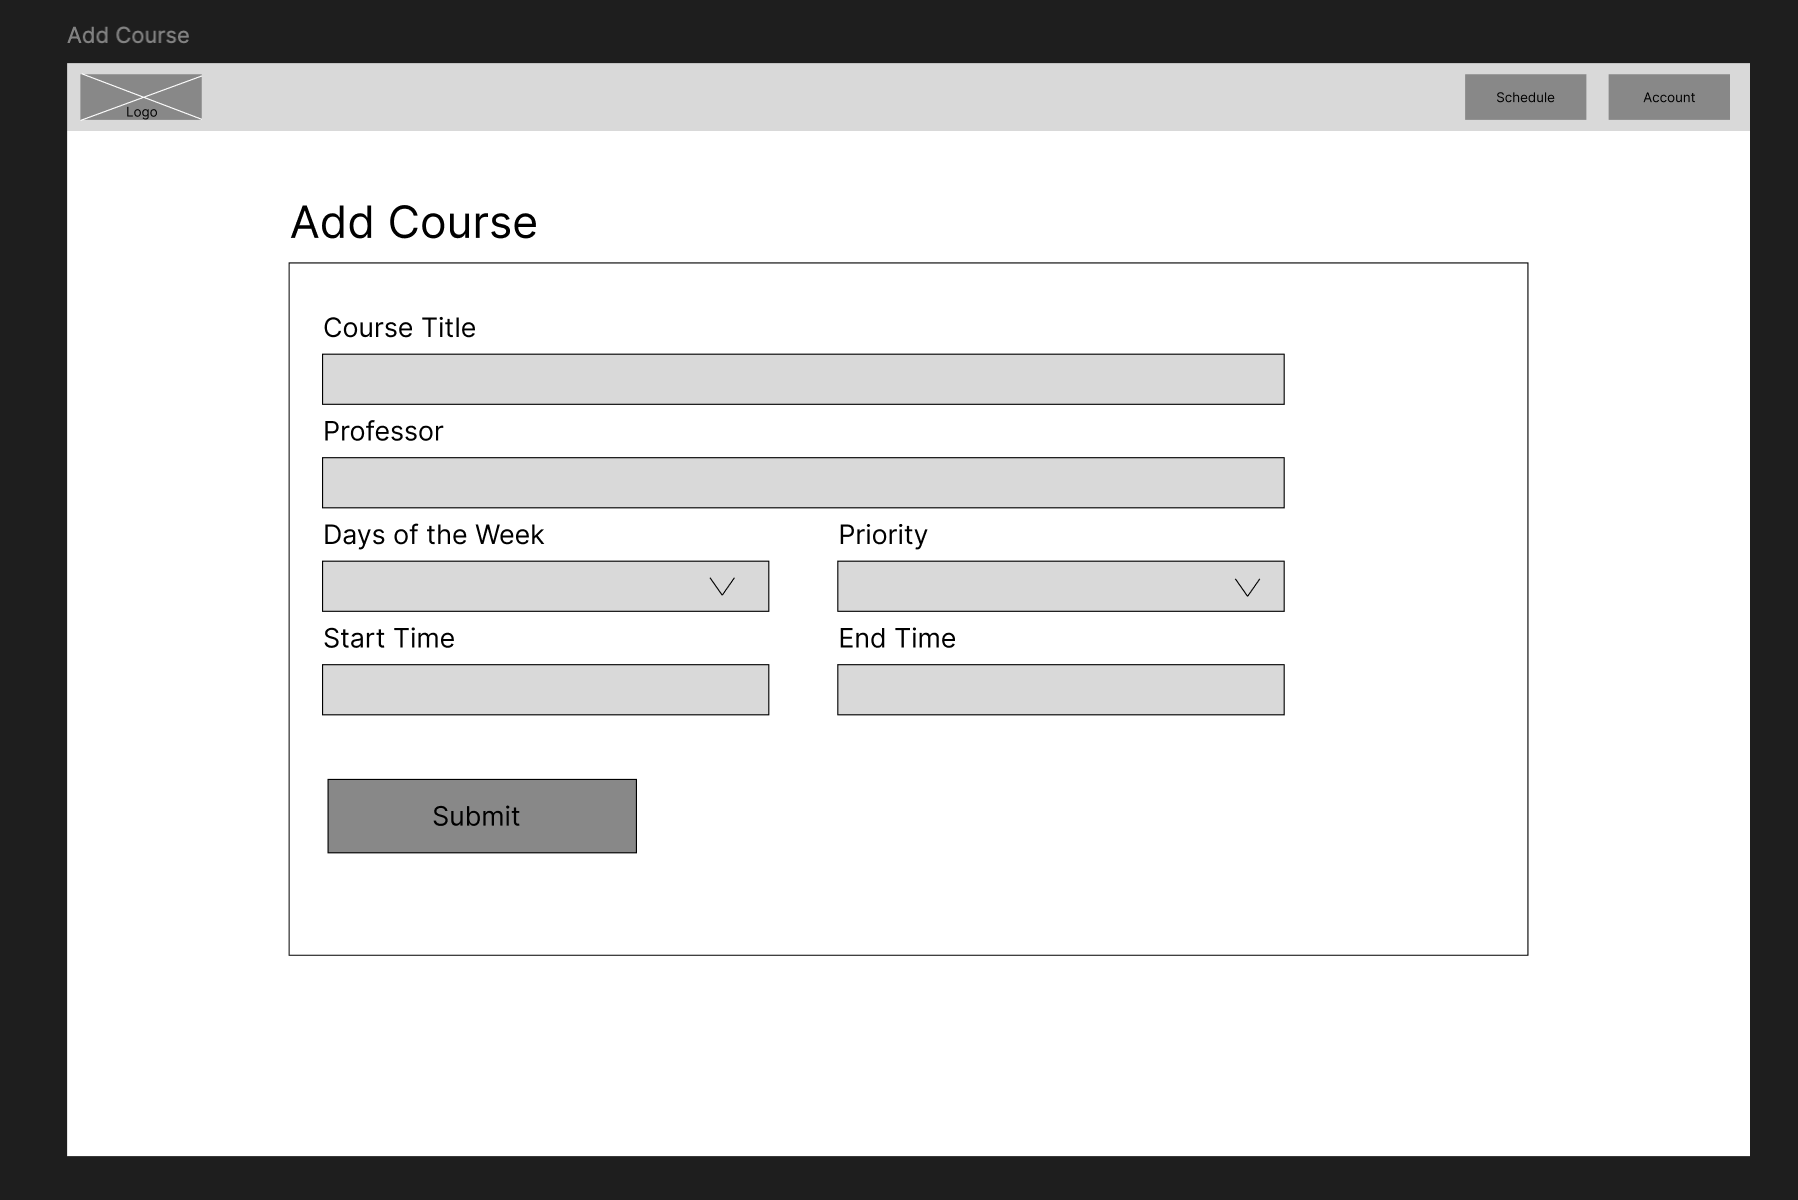 Add Course
Logo
Schedule
Account
Add Course
Course Title
Professor
Days of the Week
Priority
Start Time
End Time
Submit